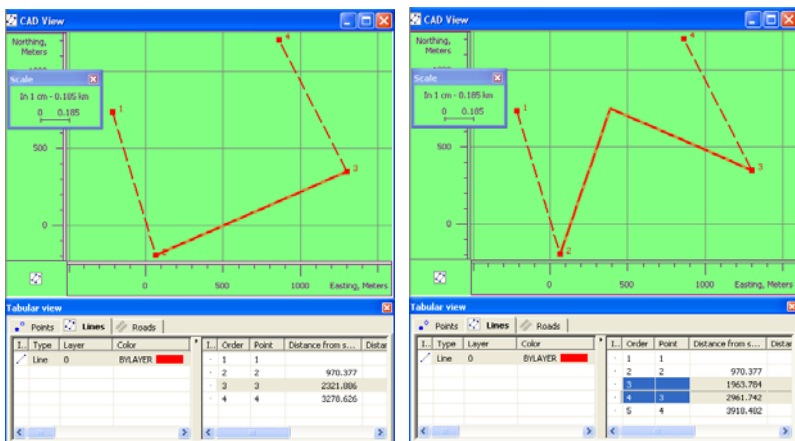 CAD View
Northing,
Meters
Scale
In 1 cm - 0.185 km
0 0.185
1
4
500
3
0
2
0 500 1000 Easting, Meters
Tabular view
Points Lines Roads
I.. Type Layer Color
Line 0 BYLAYER
I... Order Point Distance from s... Distar
1 1
2 2 970.377
3 3 2321.886
4 4 3278.626
CAD View
Northing,
Meters
Scale
In 1 cm - 0.185 km
0 0.185
1
4
500
3
0
2
0 500 1000 Easting, Meters
Tabular view
Points Lines Roads
I.. Type Layer Color
Line 0 BYLAYER
I... Order Point Distance from s... Distar
1 1
2 2 970.377
3 1963.784
4 3 2961.742
5 4 3918.482